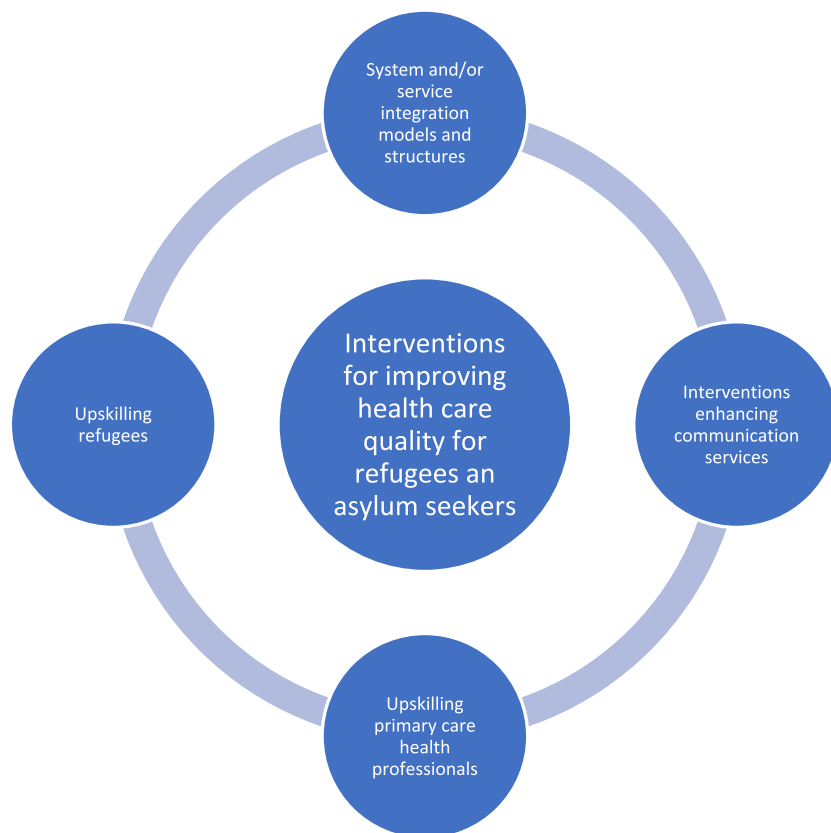 System and/or
service
integration
models and
structures
Interventions
for improving
health care
quality for
refugees an
asylum seekers
Upskilling
refugees
Interventions
enhancing
communication
services
Upskilling
primary care
health
professionals